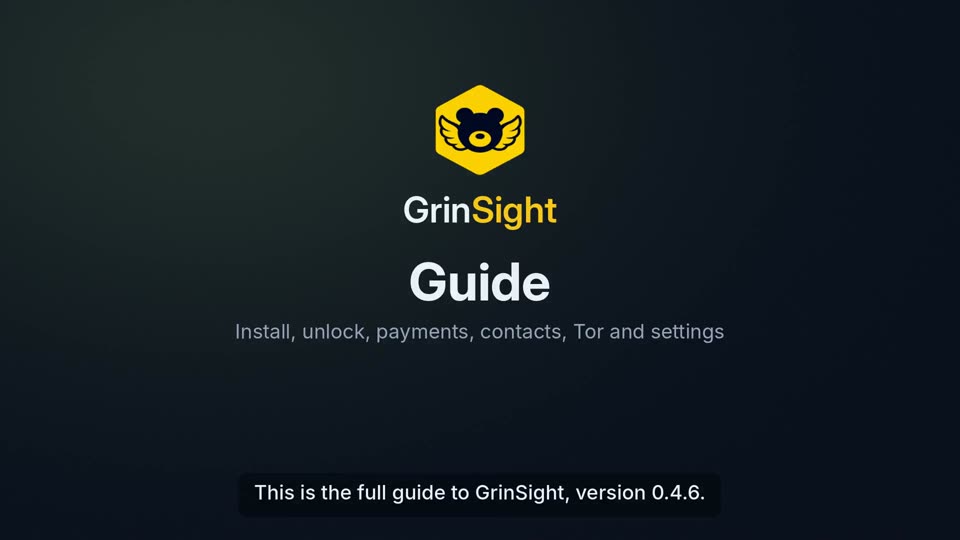 GrinSight
Guide
Install, unlock, payments, contacts, Tor and settings
This is the full guide to GrinSight, version 0.4.6.